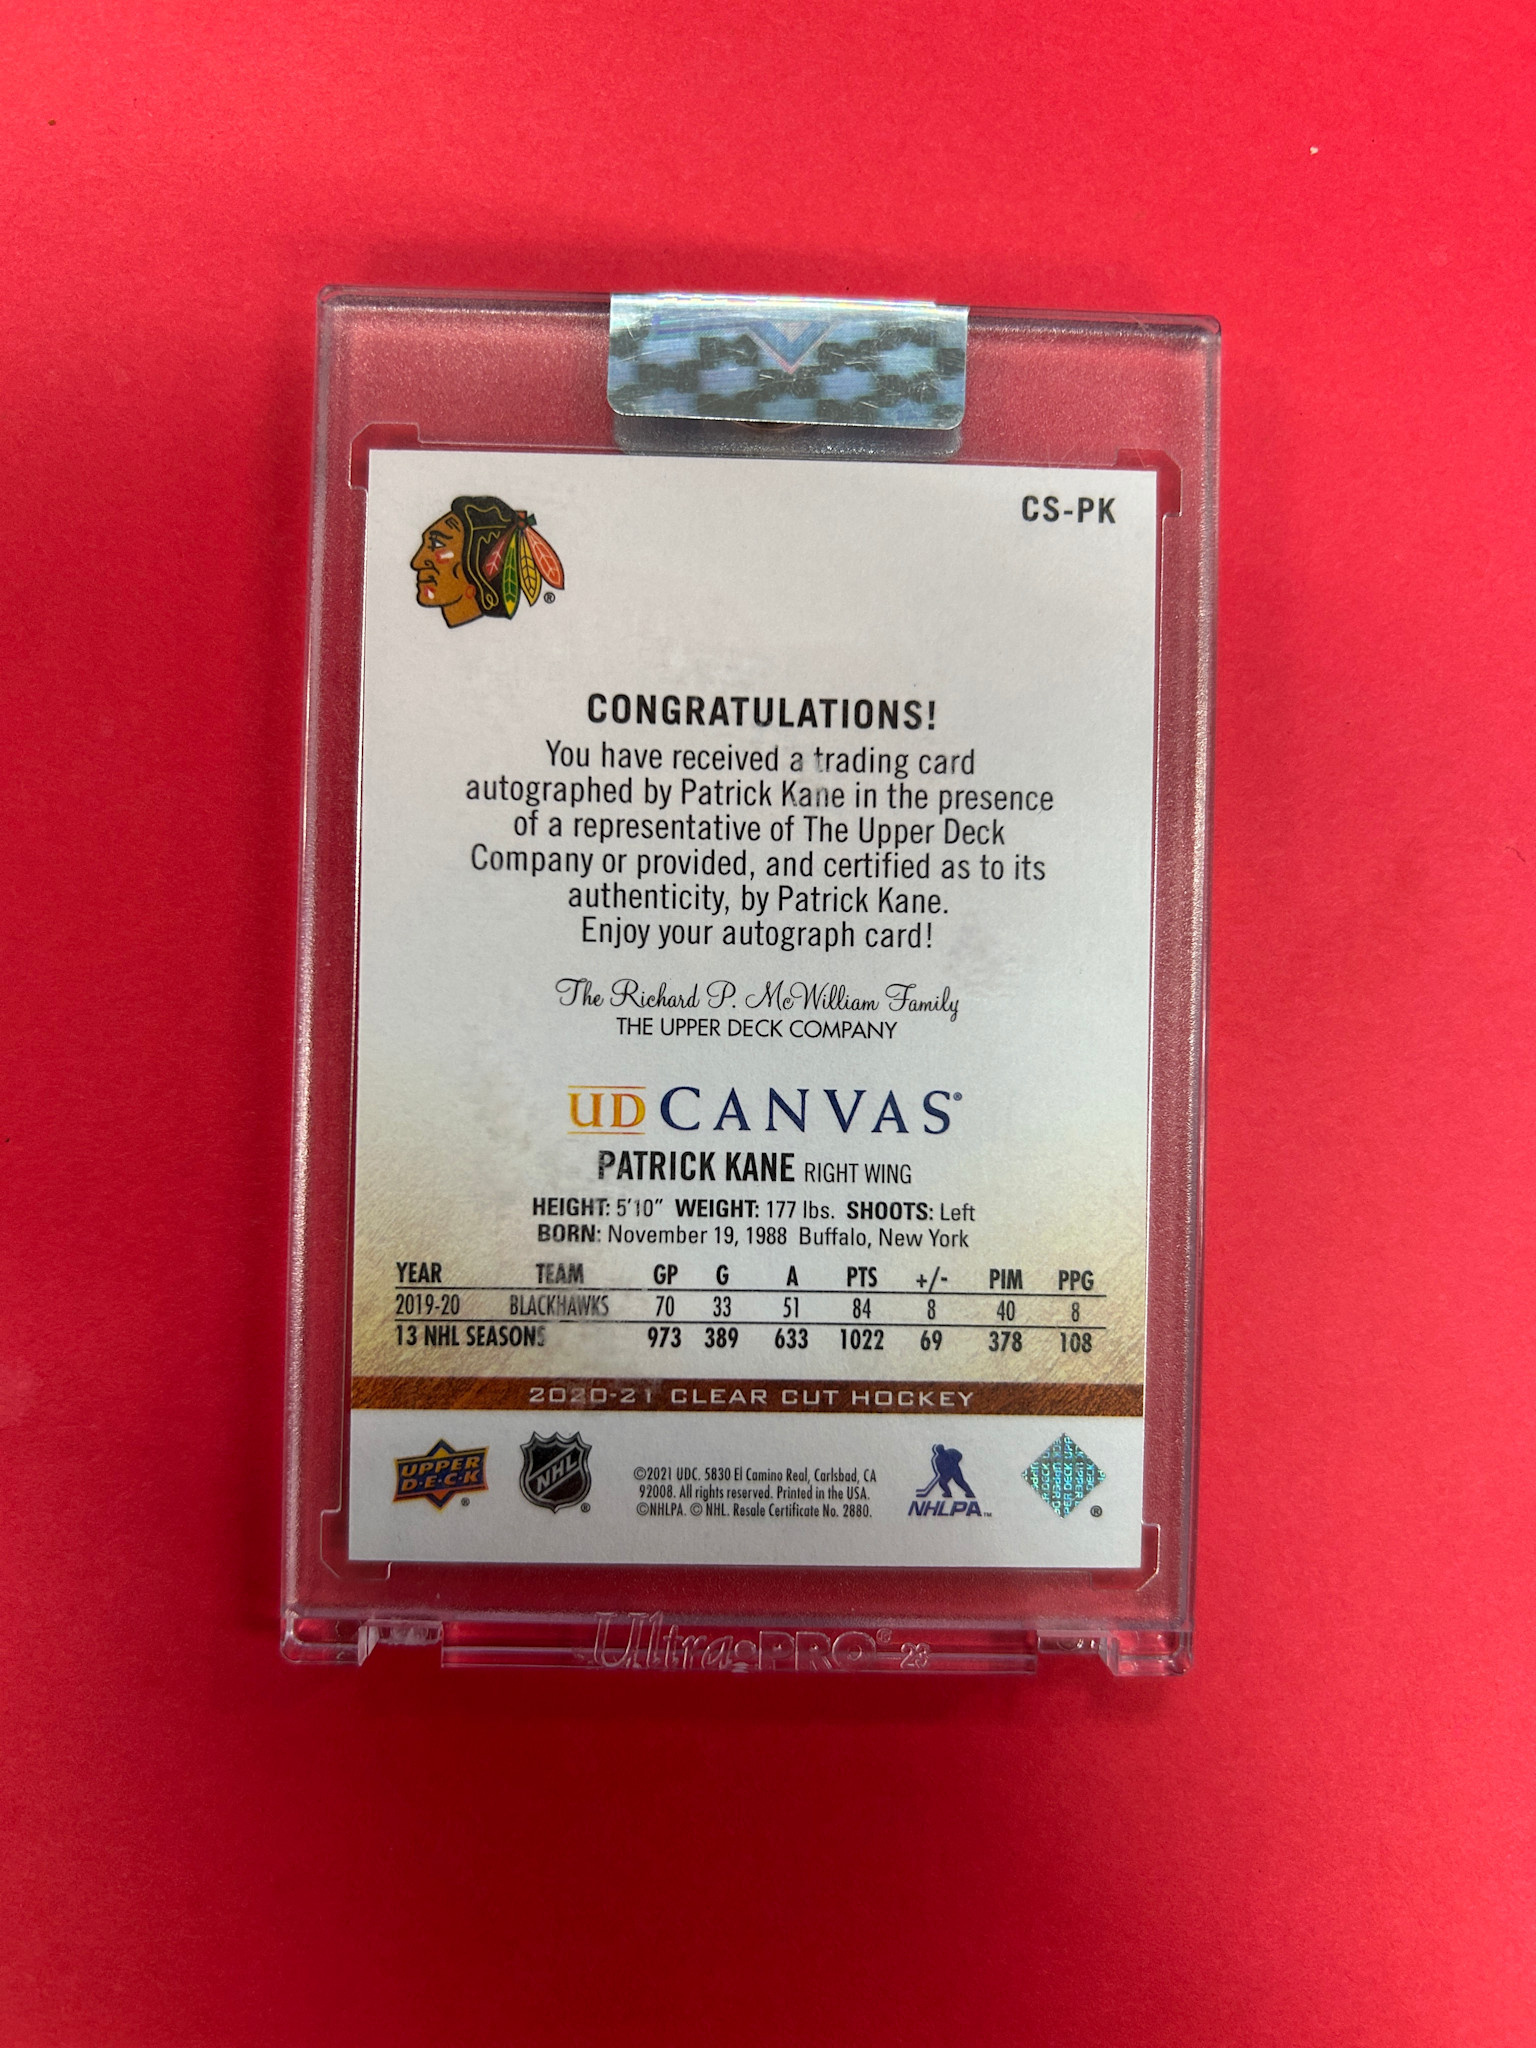 CS-PK
®
CONGRATULATIONS!
You have received a trading card
autographed by Patrick Kane in the presence
of a representative of The Upper Deck
Company or provided, and certified as to its
authenticity, by Patrick Kane.
Enjoy your autograph card!
The Richard P. McWilliam Family
THE UPPER DECK COMPANY
UD CANVAS®
PATRICK KANE RIGHT WING
HEIGHT: 5'10" WEIGHT: 177 lbs. SHOOTS: Left
BORN: November 19, 1988 Buffalo, New York
YEAR TEAM GP G A PTS +/- PIM PPG
2019-20 BLACKHAWKS 70 33 51 84 8 40 8
13 NHL SEASONS 973 389 633 1022 69 378 108
2020-21 CLEAR CUT HOCKEY
UPPER
D·E·C·K ®
NHL ®
©2021 UDC. 5830 El Camino Real, Carlsbad, CA
92008. All rights reserved. Printed in the USA.
©NHLPA. © NHL. Resale Certificate No. 2880.
NHLPA™
UPPER DECK ®
Ultra·PRO® 23